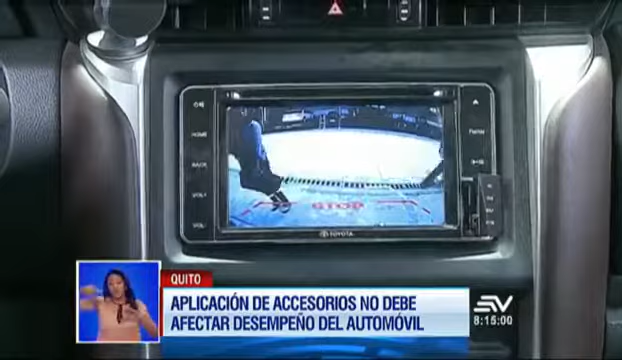 HOME
BACK
VOL+
VOL-
STOP
TOYOTA
QUITO
APLICACIÓN DE ACCESORIOS NO DEBE
AFECTAR DESEMPEÑO DEL AUTOMÓVIL
8:15:00